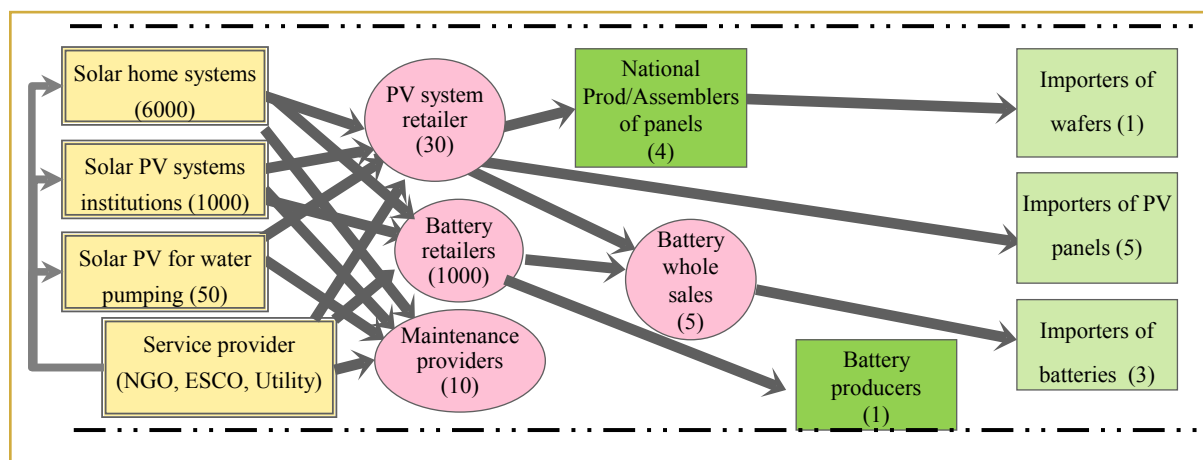 Solar home systems
(6000)
Solar PV systems
institutions (1000)
Solar PV for water
pumping (50)
Service provider
(NGO, ESCO, Utility)
PV system
retailer
(30)
Battery
retailers
(1000)
Maintenance
providers
(10)
National
Prod/Assemblers
of panels
(4)
Battery
whole
sales
(5)
Battery
producers
(1)
Importers of
wafers (1)
Importers of PV
panels (5)
Importers of
batteries (3)